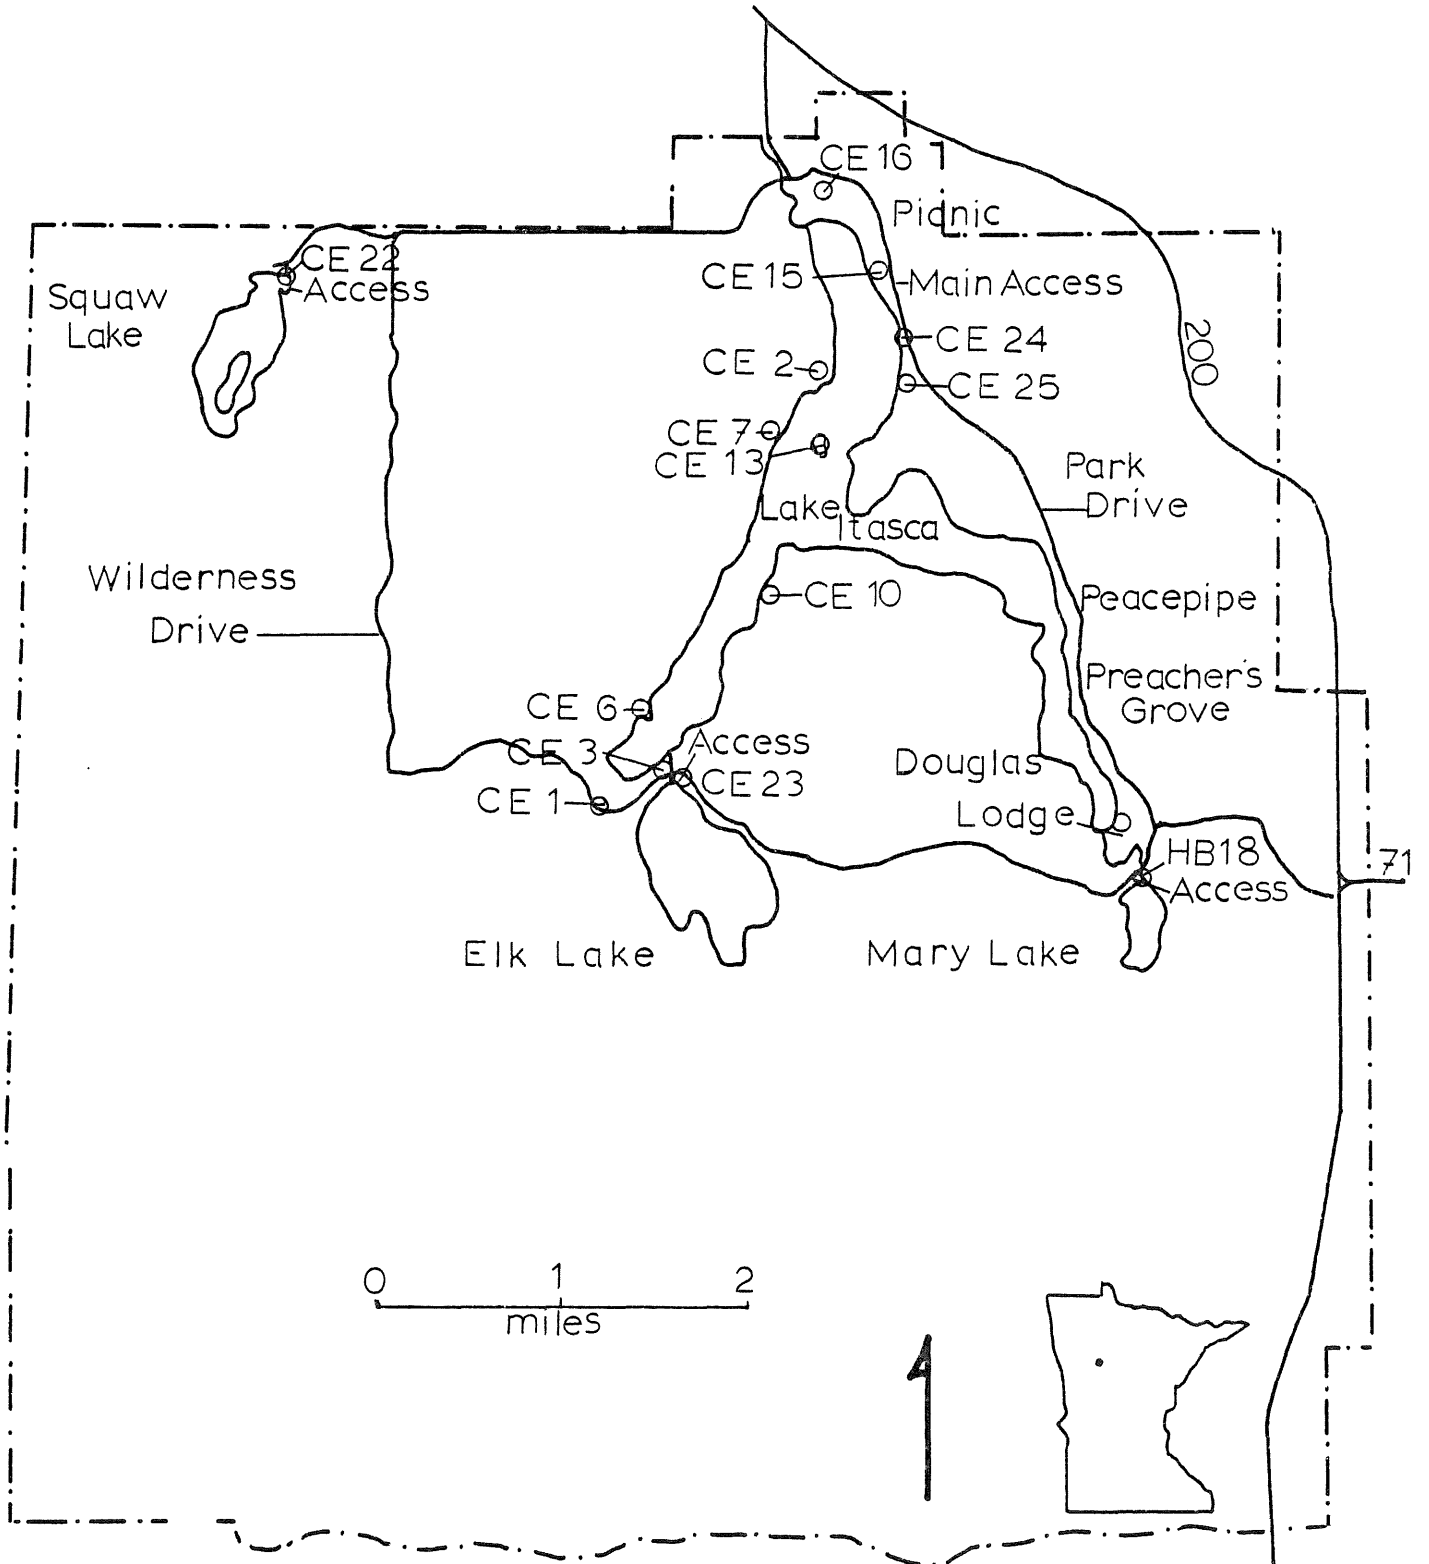 CE 16
Picnic
CE 22
Access
Squaw
Lake
CE 15
Main Access
CE 24
200
CE 2
CE 25
CE 7
CE 13
Park
Drive
Lake
Itasca
Wilderness
Drive
CE 10
Peacepipe
Preacher's
Grove
CE 6
CE 3
Access
Douglas
CE 23
CE 1
Lodge
HB18
71
Access
Elk Lake
Mary Lake
0 1 2
miles